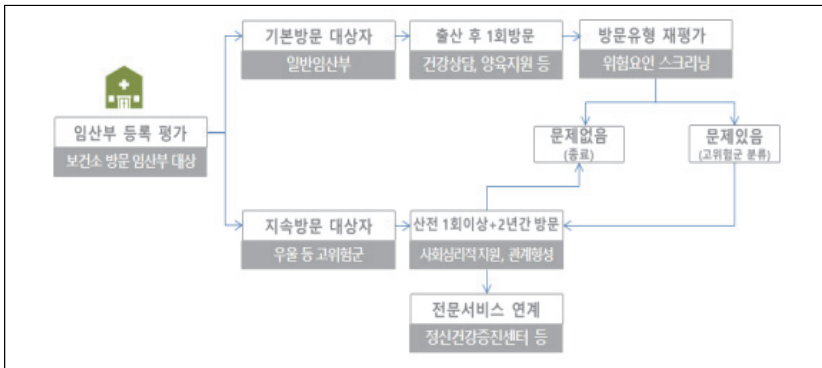 기본방문 대상자
일반임산부
출산 후 1회방문
건강상담, 양육지원 등
방문유형 재평가
위험요인 스크리닝
임산부 등록 평가
보건소 방문 임산부 대상
문제없음
(종료)
문제있음
(고위험군 분류)
지속방문 대상자
우울 등 고위험군
산전 1회이상+2년간 방문
사회심리적지원, 관계형성
전문서비스 연계
정신건강증진센터 등